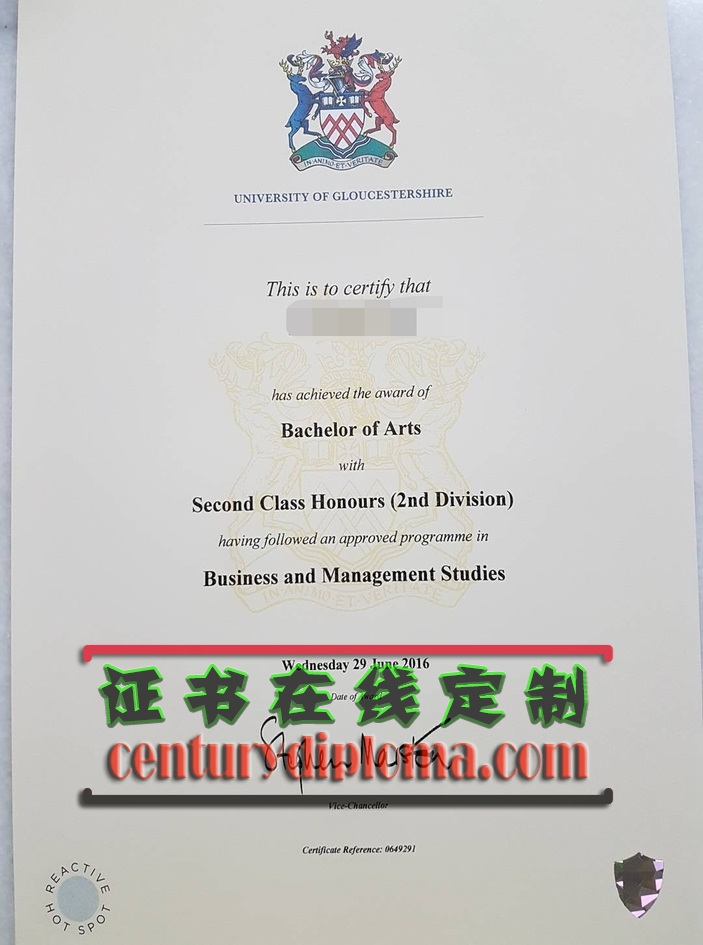 IN ANIMO ET VERITATE
UNIVERSITY OF GLOUCESTERSHIRE
This is to certify that
has achieved the award of
Bachelor of Arts
with
Second Class Honours (2nd Division)
having followed an approved programme in
Business and Management Studies
IN ANIMO ET VERITATE
Wednesday 29 June 2016
证书在线定制
Date of Award
centurydiploma.com
Vice-Chancellor
Certificate Reference: 0649291
REACTIVE
HOT SPOT